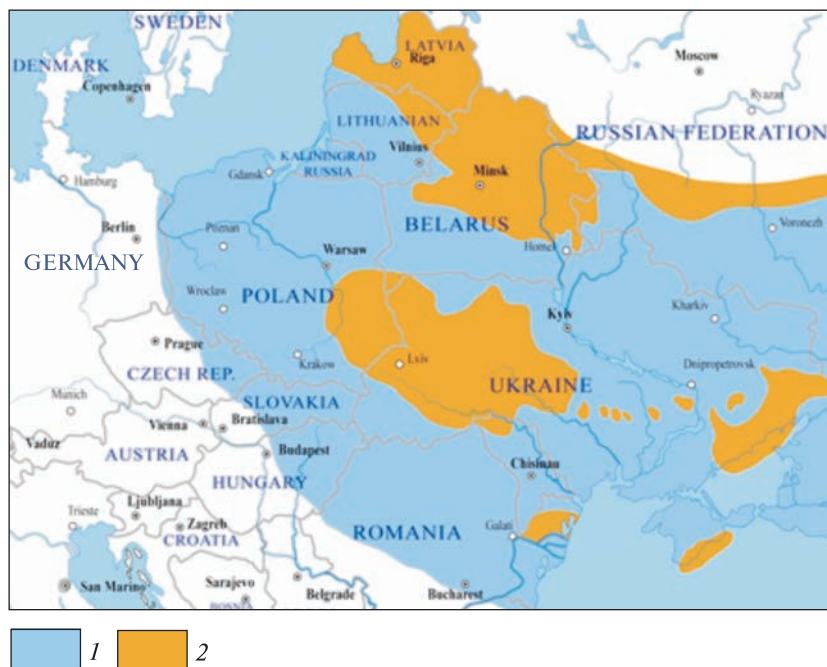 SWEDEN
LATVIA
Riga
DENMARK
Copenhagen
Moscow
Ryazan
LITHUANIAN
RUSSIAN FEDERATION
KALININGRAD
RUSSIA
Vilnius
Gdansk
Hamburg
Minsk
BELARUS
Voronezh
Berlin
Poznan
Homel
Warsaw
GERMANY
Wroclaw
POLAND
Kharkiv
Kyiv
Prague
Krakow
Lviv
Dnipropetrovsk
CZECH REP.
UKRAINE
SLOVAKIA
Munich
Vienna
Bratislava
Vaduz
AUSTRIA
Budapest
Chisinau
HUNGARY
Ljubljana
Trieste
Zagreb
CROATIA
ROMANIA
Galati
San Marino
Sarajevo
Belgrade
Bucharest
BOSNIA
1 2